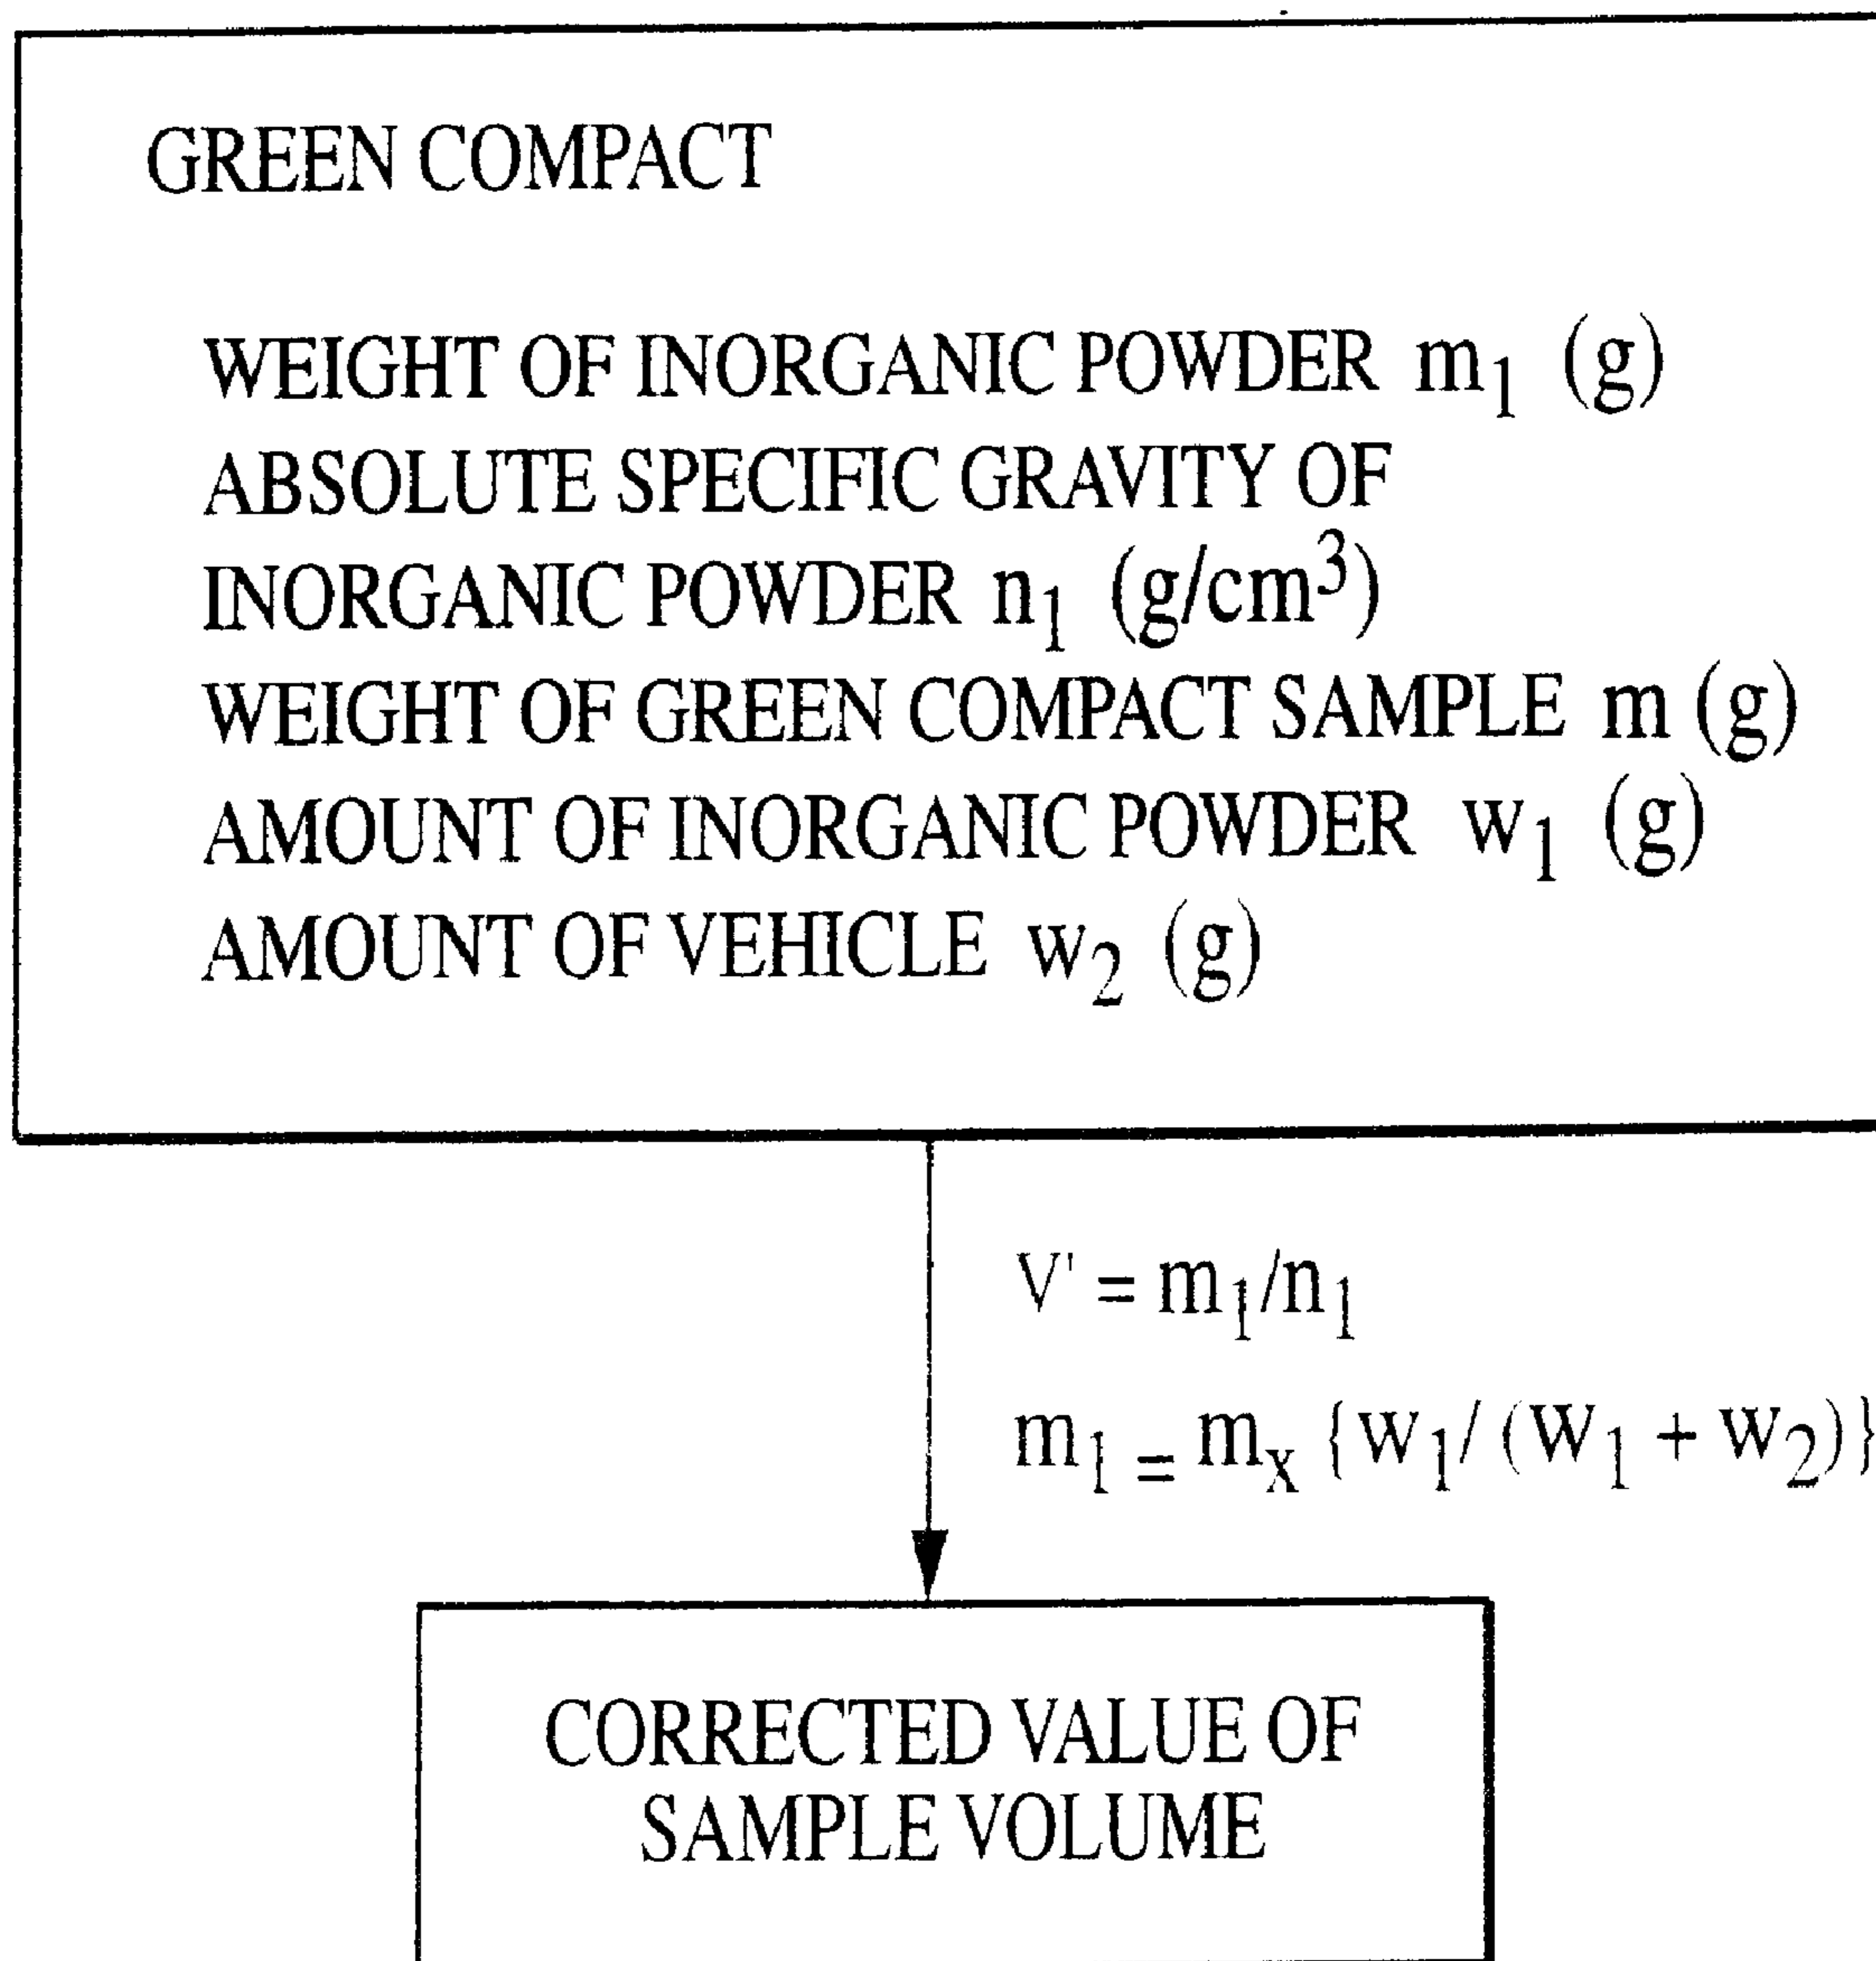 GREEN COMPACT
WEIGHT OF INORGANIC POWDER m₁ (g)
ABSOLUTE SPECIFIC GRAVITY OF
INORGANIC POWDER n₁ (g/cm³)
WEIGHT OF GREEN COMPACT SAMPLE m (g)
AMOUNT OF INORGANIC POWDER w₁ (g)
AMOUNT OF VEHICLE w₂ (g)
V' = m₁/n₁
m₁ = mₓ {w₁/ (w₁ + w₂)}
CORRECTED VALUE OF
SAMPLE VOLUME